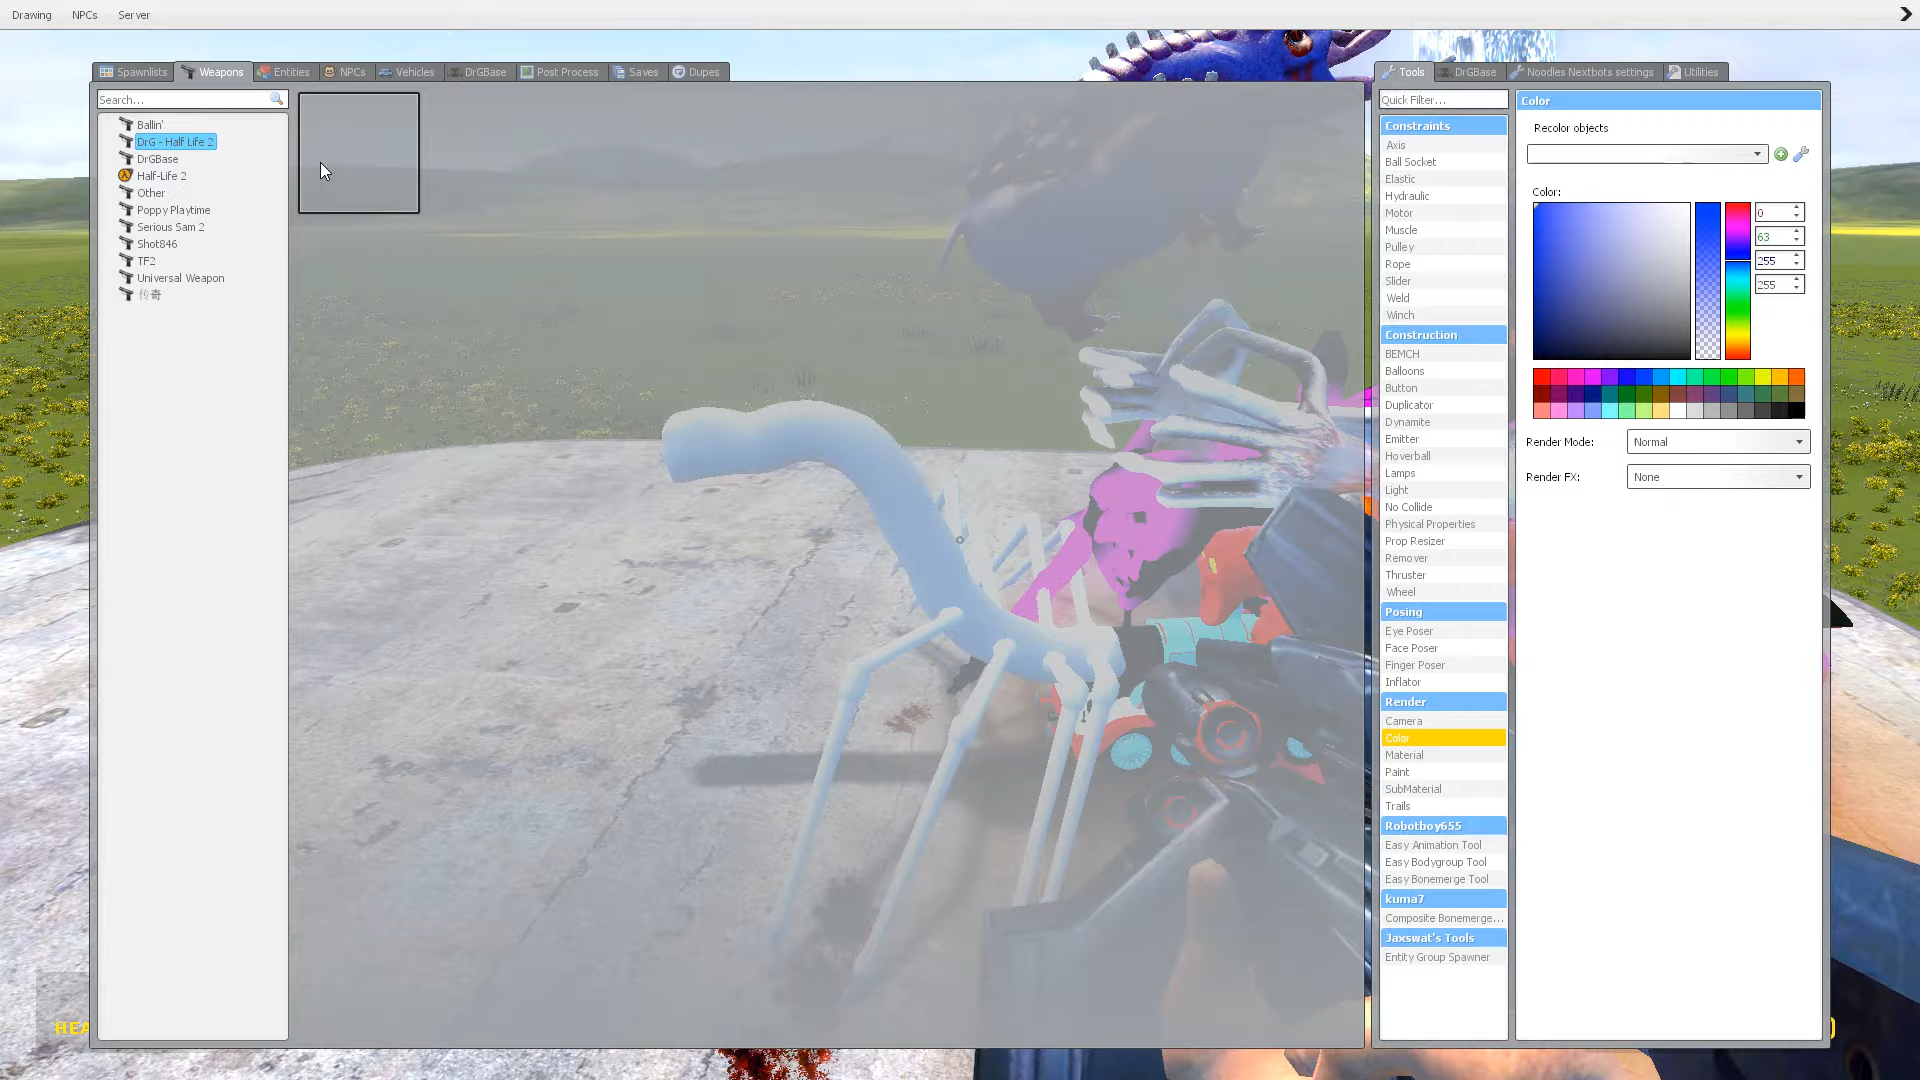 Drawing NPCs Server
Spawnlists Weapons Entities NPCs Vehicles DrGBase Post Process Saves Dupes
Search...
Ballin'
DrG - Half Life 2
DrGBase
Half-Life 2
Other
Poppy Playtime
Serious Sam 2
Shot846
TF2
Universal Weapon
传奇
Tools DrGBase Noodles Nextbots settings Utilities
Quick Filter...
Constraints
Axis
Ball Socket
Elastic
Hydraulic
Motor
Muscle
Pulley
Rope
Slider
Weld
Winch
Construction
BEMCH
Balloons
Button
Duplicator
Dynamite
Emitter
Hoverball
Lamps
Light
No Collide
Physical Properties
Prop Resizer
Remover
Thruster
Wheel
Posing
Eye Poser
Face Poser
Finger Poser
Inflator
Render
Camera
Color
Material
Paint
SubMaterial
Trails
Robotboy655
Easy Animation Tool
Easy Bodygroup Tool
Easy Bonemerge Tool
kuma7
Composite Bonemerge...
Jaxswat's Tools
Entity Group Spawner
Color
Recolor objects
Color:
0
63
255
255
Render Mode: Normal
Render FX: None